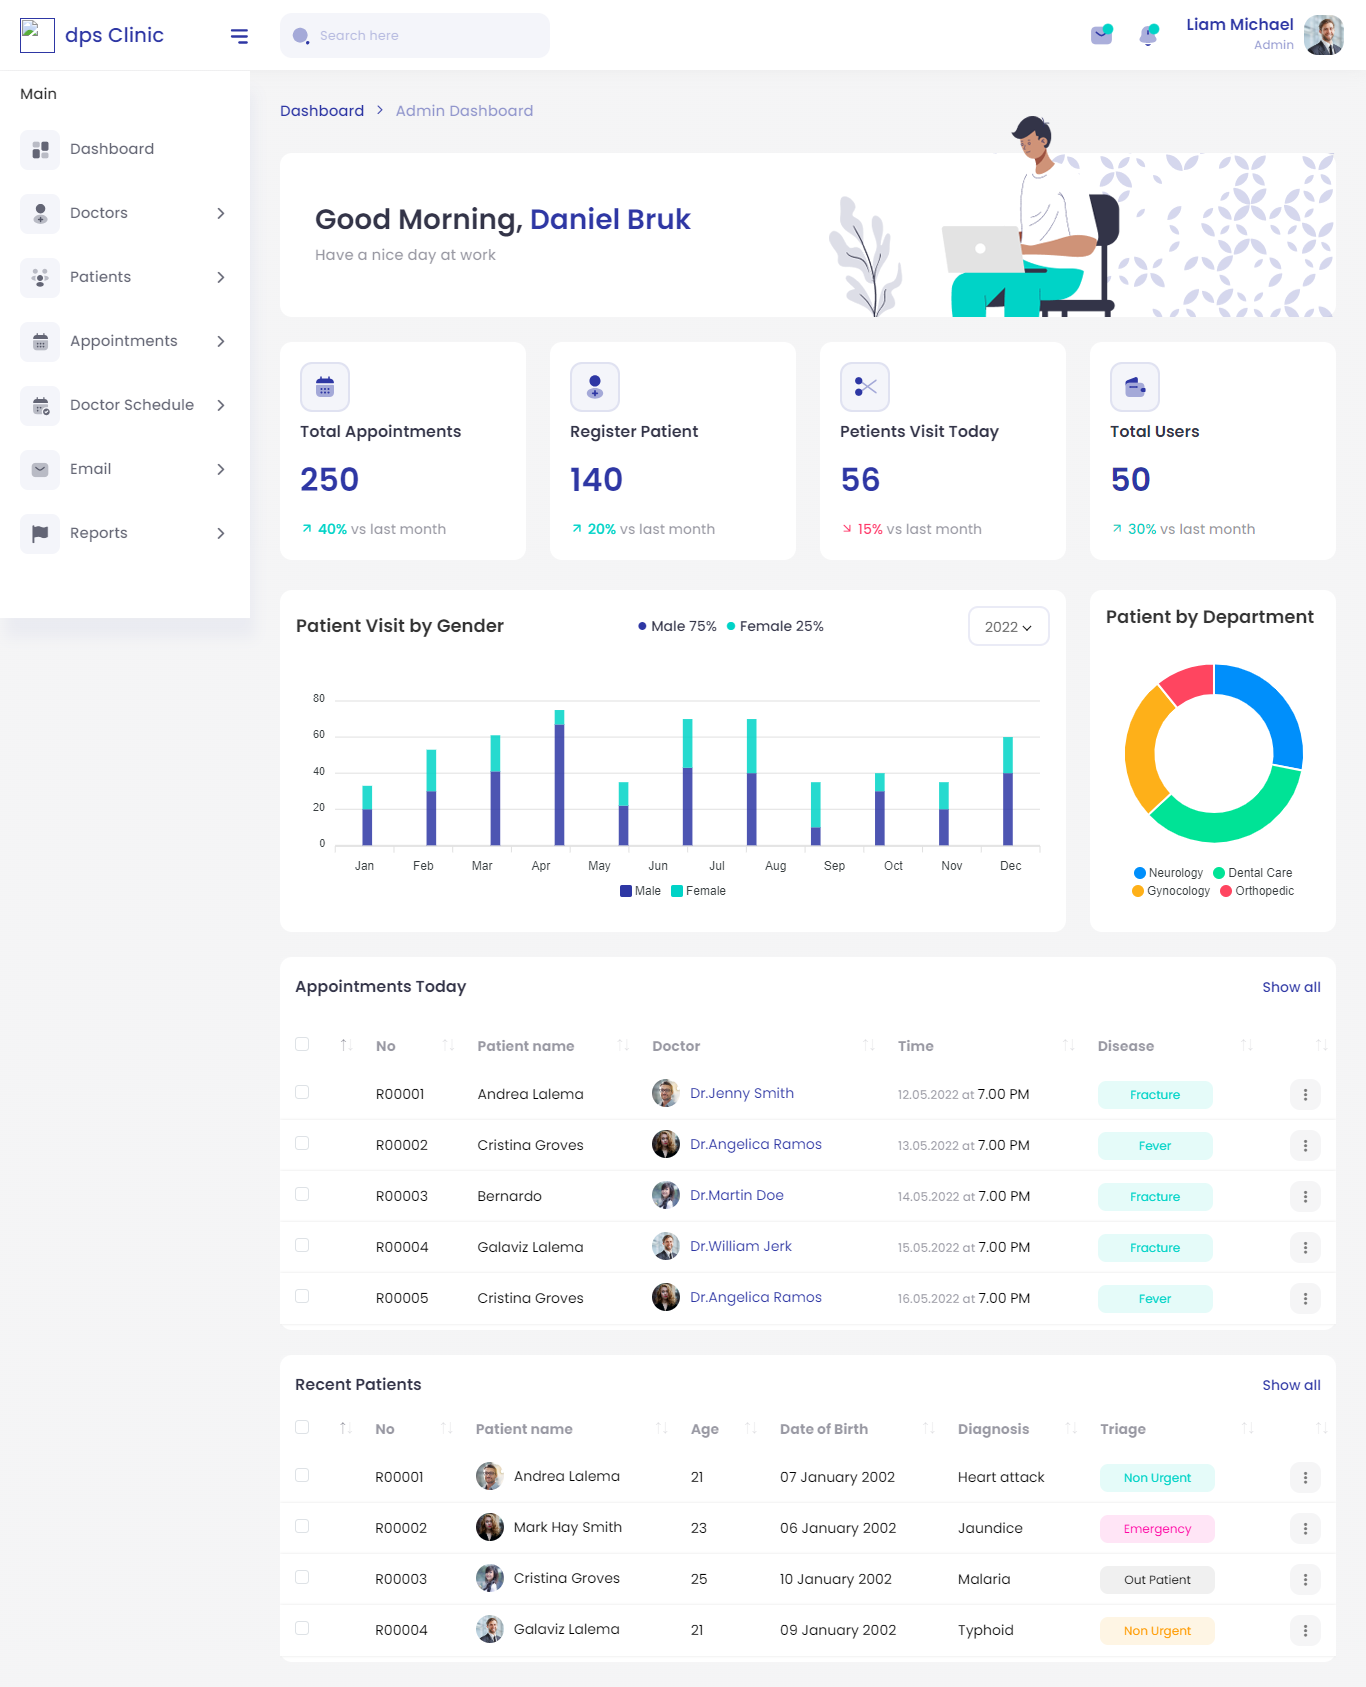 dps Clinic
Search here
Liam Michael
Admin
Main
Dashboard
Doctors
Patients
Appointments
Doctor Schedule
Email
Reports
Dashboard > Admin Dashboard
Good Morning, Daniel Bruk
Have a nice day at work
Total Appointments
250
40% vs last month
Register Patient
140
20% vs last month
Petients Visit Today
56
15% vs last month
Total Users
50
30% vs last month
Patient Visit by Gender
Male 75% Female 25%
2022
80
60
40
20
0
Jan Feb Mar Apr May Jun Jul Aug Sep Oct Nov Dec
Male Female
Patient by Department
Neurology Dental Care
Gynocology Orthopedic
Appointments Today Show all
No Patient name Doctor Time Disease
R00001 Andrea Lalema Dr.Jenny Smith 12.05.2022 at 7.00 PM Fracture
R00002 Cristina Groves Dr.Angelica Ramos 13.05.2022 at 7.00 PM Fever
R00003 Bernardo Dr.Martin Doe 14.05.2022 at 7.00 PM Fracture
R00004 Galaviz Lalema Dr.William Jerk 15.05.2022 at 7.00 PM Fracture
R00005 Cristina Groves Dr.Angelica Ramos 16.05.2022 at 7.00 PM Fever
Recent Patients Show all
No Patient name Age Date of Birth Diagnosis Triage
R00001 Andrea Lalema 21 07 January 2002 Heart attack Non Urgent
R00002 Mark Hay Smith 23 06 January 2002 Jaundice Emergency
R00003 Cristina Groves 25 10 January 2002 Malaria Out Patient
R00004 Galaviz Lalema 21 09 January 2002 Typhoid Non Urgent